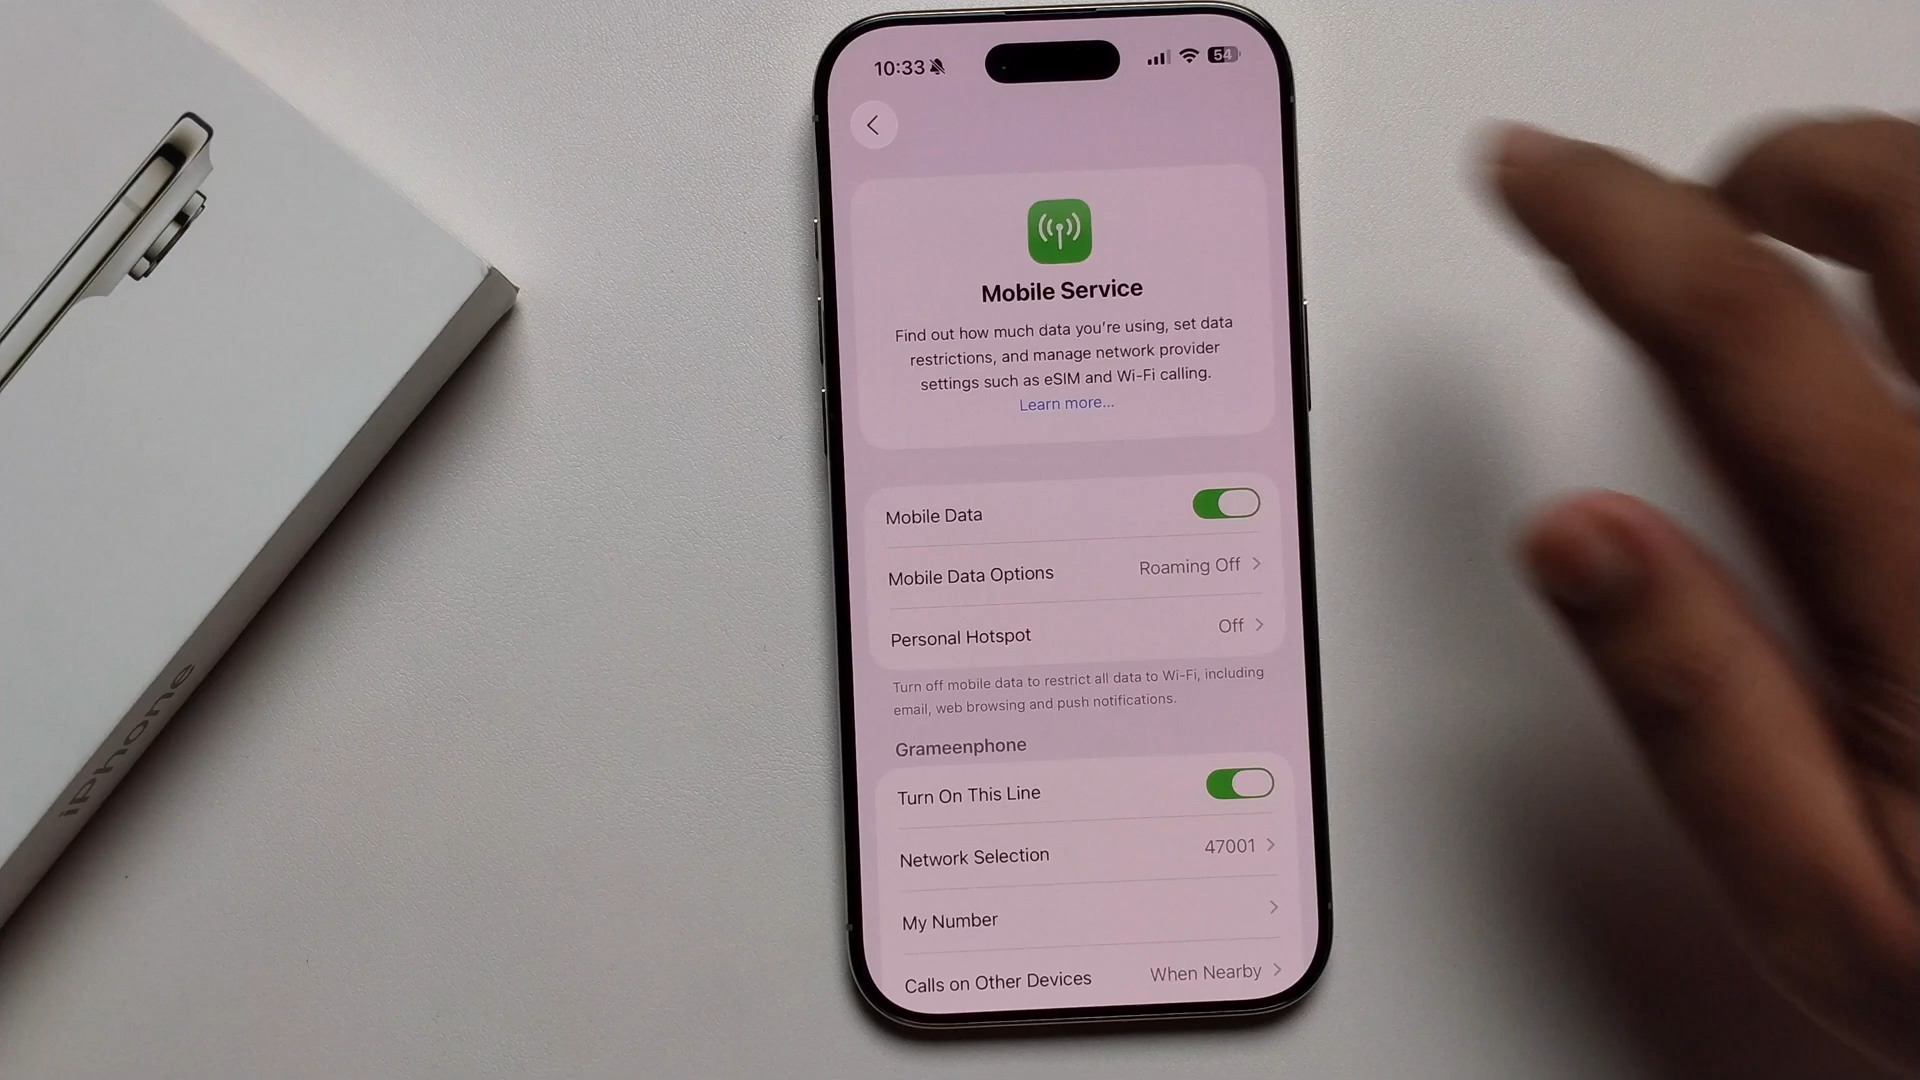 10:33
54
Mobile Service
Find out how much data you're using, set data
restrictions, and manage network provider
settings such as eSIM and Wi-Fi calling.
Learn more...
Mobile Data
Mobile Data Options Roaming Off
Personal Hotspot Off
Turn off mobile data to restrict all data to Wi-Fi, including
email, web browsing and push notifications.
Grameenphone
Turn On This Line
Network Selection 47001
My Number
Calls on Other Devices When Nearby
iPhone